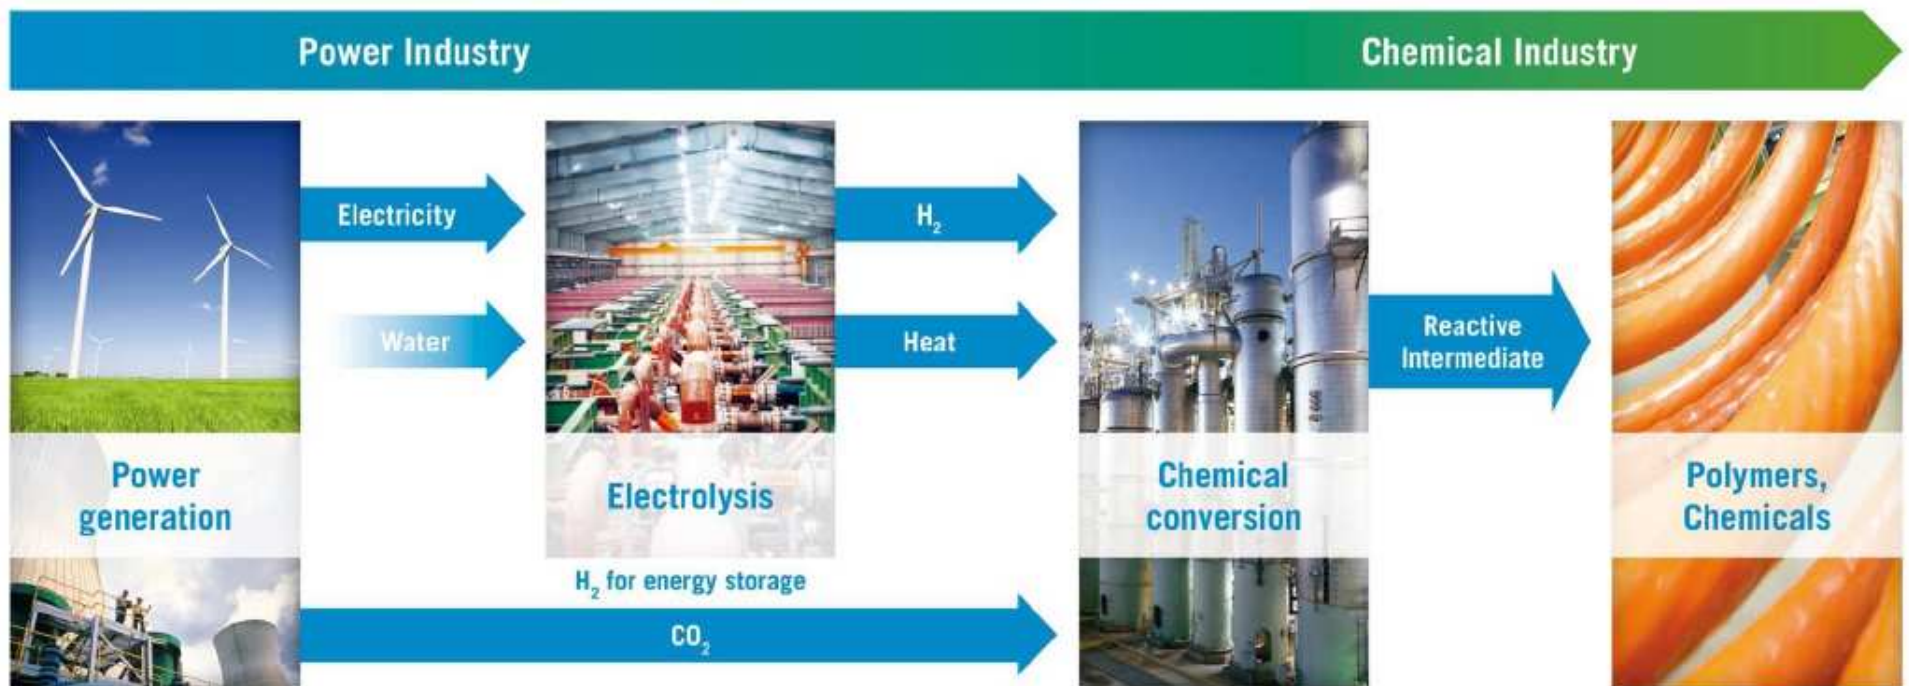 Power Industry
Chemical Industry
Electricity
Water
H₂
Heat
Reactive
Intermediate
Power
generation
Electrolysis
Chemical
conversion
Polymers,
Chemicals
H₂ for energy storage
CO₂